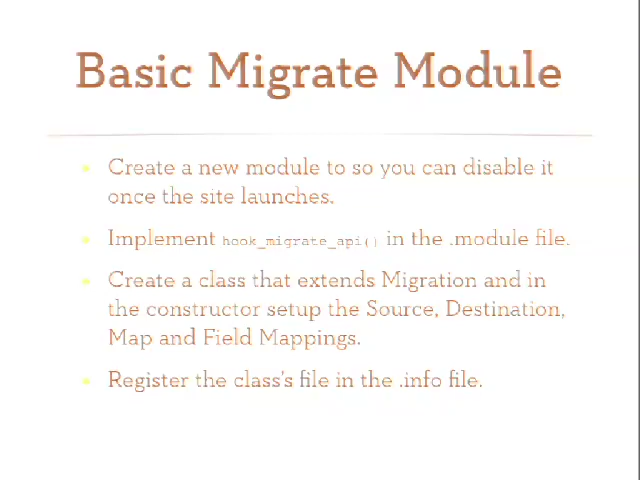 Basic Migrate Module
Create a new module to so you can disable it
once the site launches.
Implement hook_migrate_api() in the .module file.
Create a class that extends Migration and in
the constructor setup the Source, Destination,
Map and Field Mappings.
Register the class's file in the .info file.